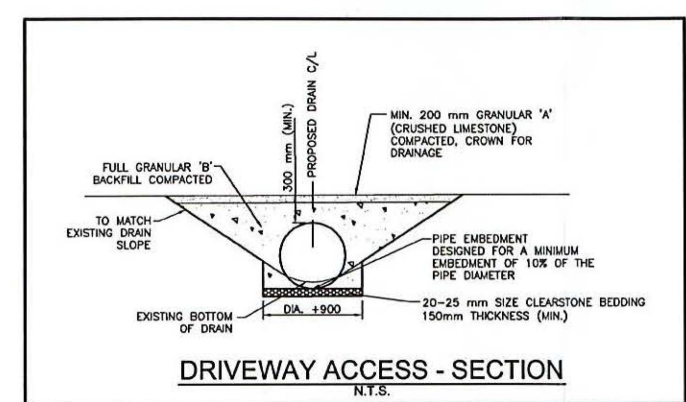 300 mm (MIN.)
PROPOSED DRAIN C/L
MIN. 200 mm GRANULAR 'A'
(CRUSHED LIMESTONE)
COMPACTED, CROWN FOR
DRAINAGE
FULL GRANULAR 'B'
BACKFILL COMPACTED
TO MATCH
EXISTING DRAIN
SLOPE
PIPE EMBEDMENT
DESIGNED FOR A MINIMUM
EMBEDMENT OF 10% OF THE
PIPE DIAMETER
20-25 mm SIZE CLEARSTONE BEDDING
150mm THICKNESS (MIN.)
EXISTING BOTTOM
OF DRAIN
DIA. +900
DRIVEWAY ACCESS - SECTION
N.T.S.